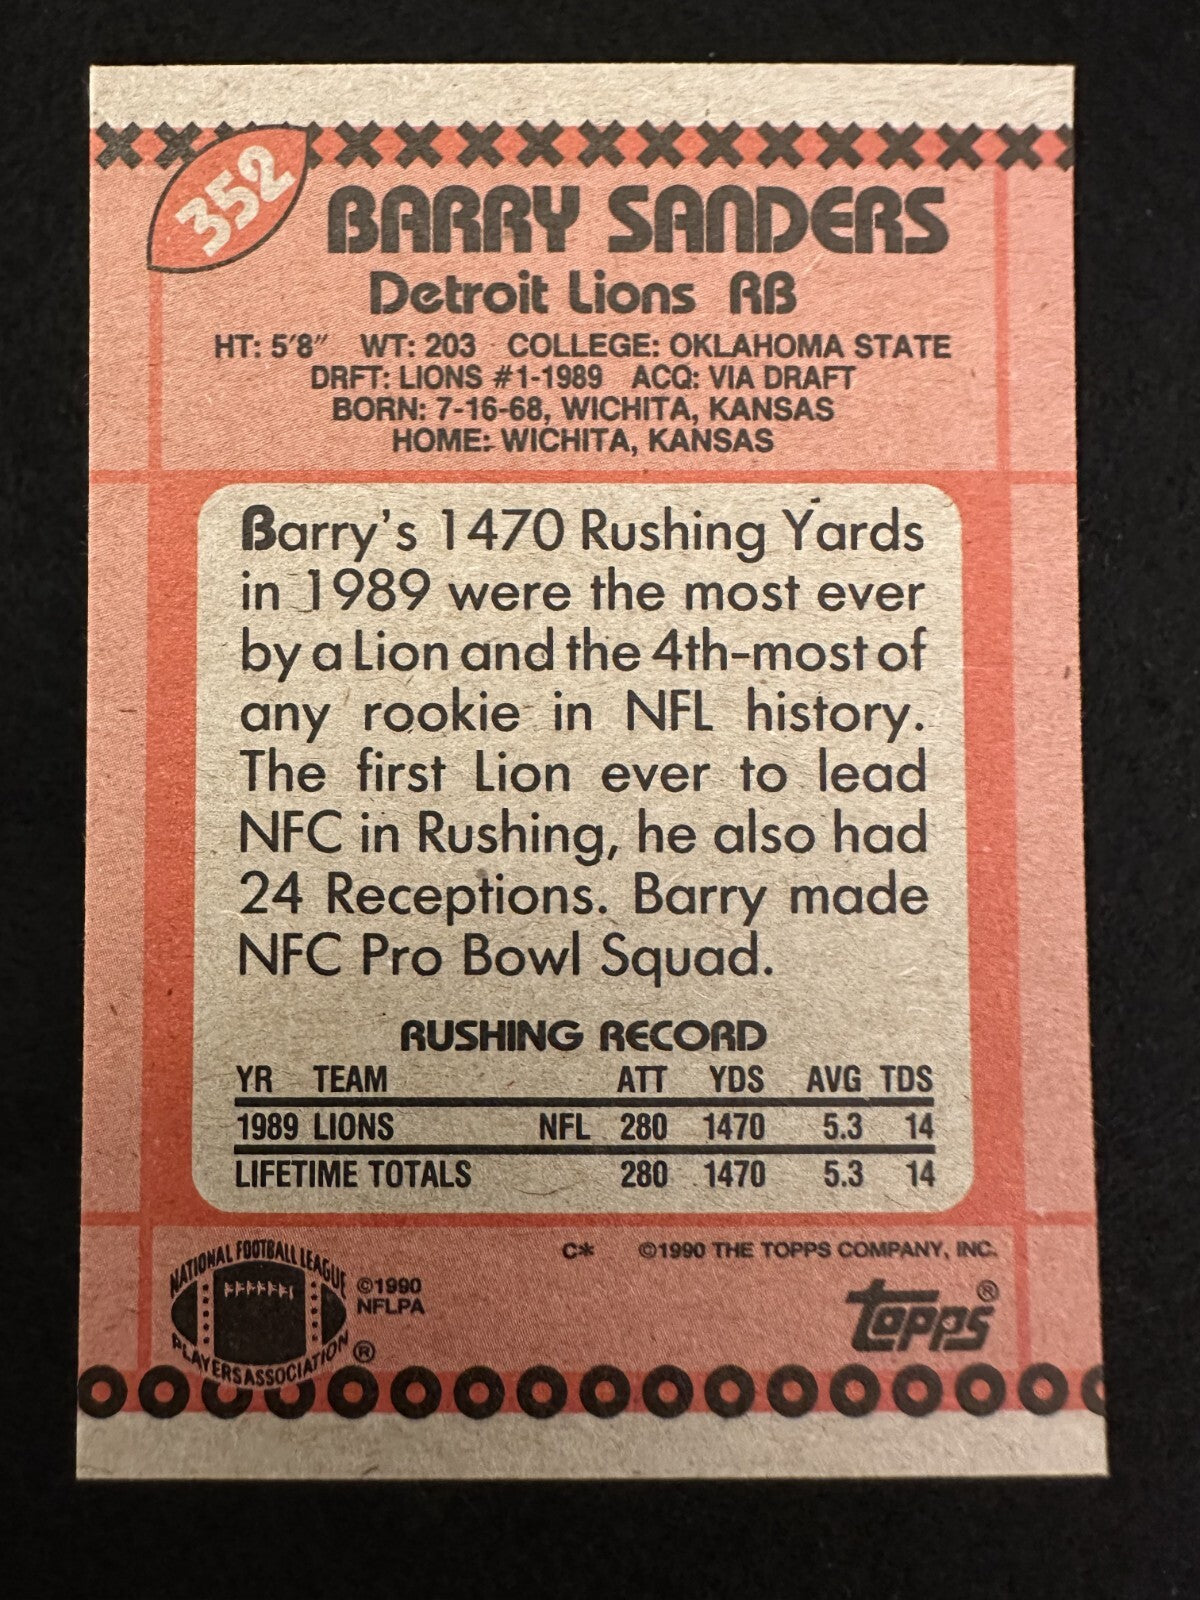 352
BARRY SANDERS
Detroit Lions RB
HT: 5'8" WT: 203 COLLEGE: OKLAHOMA STATE
DRFT: LIONS #1-1989 ACQ: VIA DRAFT
BORN: 7-16-68, WICHITA, KANSAS
HOME: WICHITA, KANSAS
Barry's 1470 Rushing Yards
in 1989 were the most ever
by a Lion and the 4th-most of
any rookie in NFL history.
The first Lion ever to lead
NFC in Rushing, he also had
24 Receptions. Barry made
NFC Pro Bowl Squad.
RUSHING RECORD
YR TEAM ATT YDS AVG TDS
1989 LIONS NFL 280 1470 5.3 14
LIFETIME TOTALS 280 1470 5.3 14
C* ©1990 THE TOPPS COMPANY, INC.
NATIONAL FOOTBALL LEAGUE
PLAYERS ASSOCIATION ®
©1990
NFLPA
topps ®